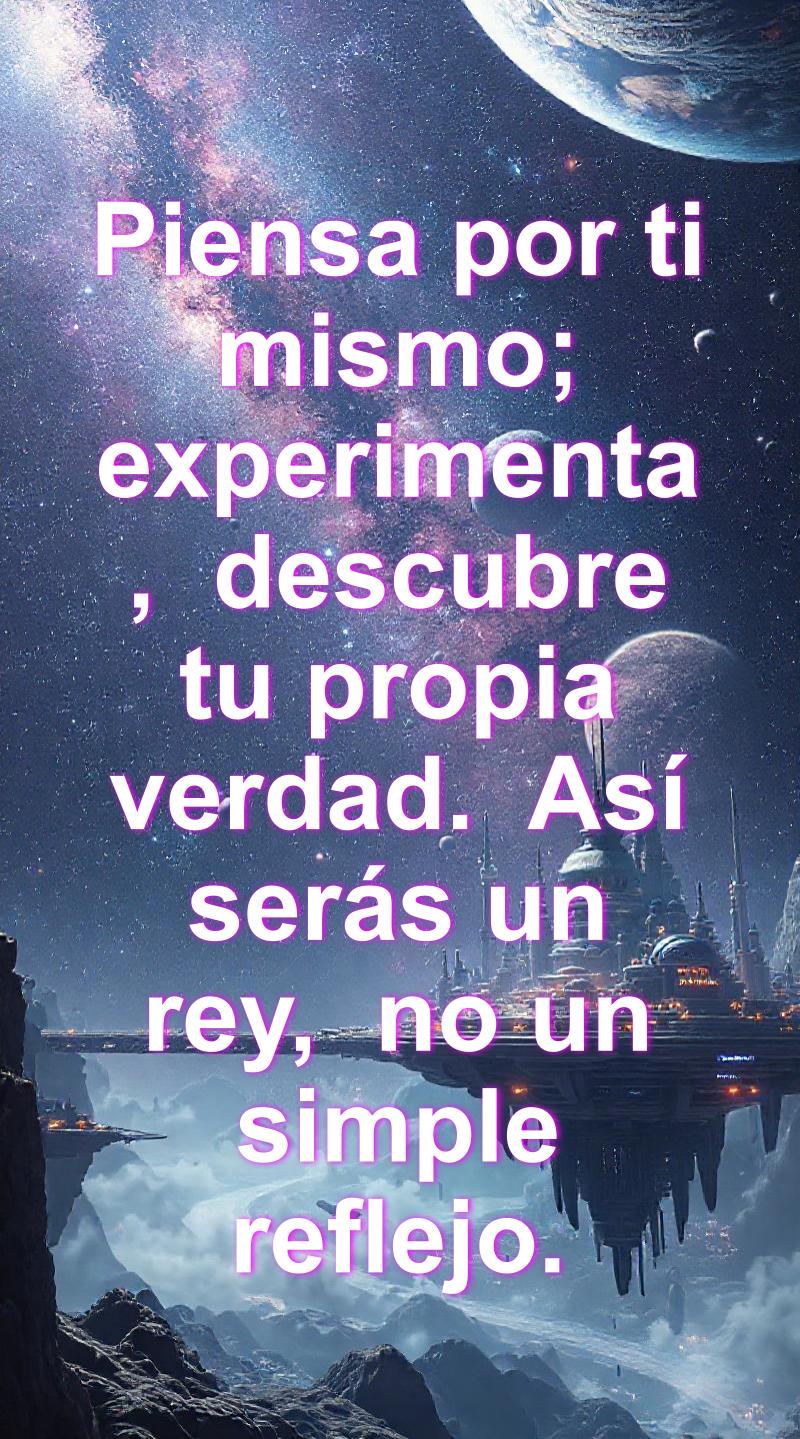 Piensa por ti
mismo;
experimenta
, descubre
tu propia
verdad. Así
serás un
rey, no un
simple
reflejo.